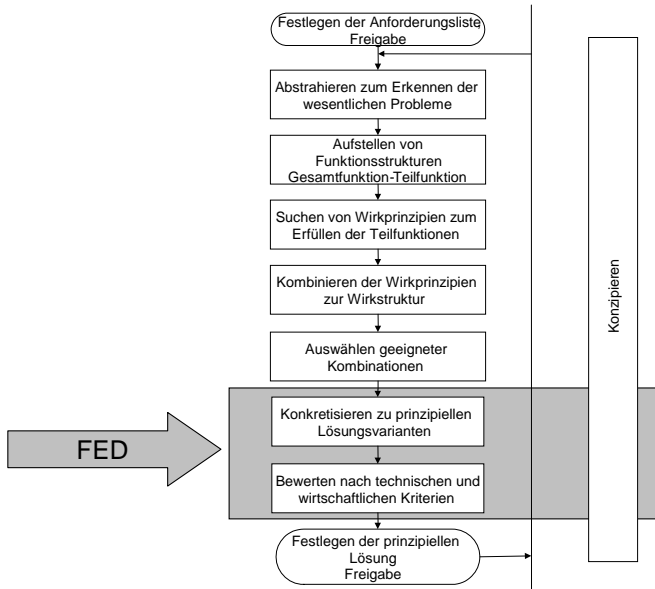 Festlegen der Anforderungsliste,
Freigabe
Abstrahieren zum Erkennen der
wesentlichen Probleme
Aufstellen von
Funktionsstrukturen
Gesamtfunktion-Teilfunktion
Suchen von Wirkprinzipien zum
Erfüllen der Teilfunktionen
Kombinieren der Wirkprinzipien
zur Wirkstruktur
Auswählen geeigneter
Kombinationen
Konkretisieren zu prinzipiellen
Lösungsvarianten
Bewerten nach technischen und
wirtschaftlichen Kriterien
Festlegen der prinzipiellen
Lösung
Freigabe
FED
Konzipieren